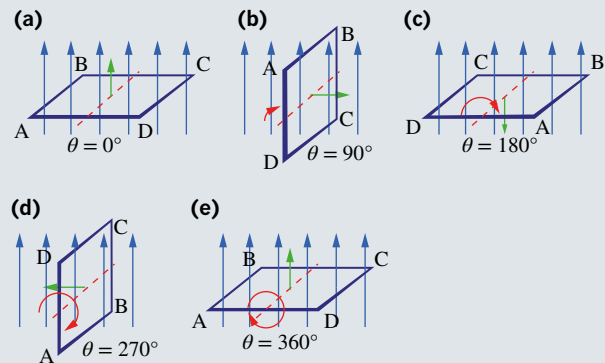 (a)
B
C
A
D
θ = 0°
(b)
B
A
C
D
θ = 90°
(c)
C
B
D
A
θ = 180°
(d)
C
D
B
A
θ = 270°
(e)
B
C
A
D
θ = 360°